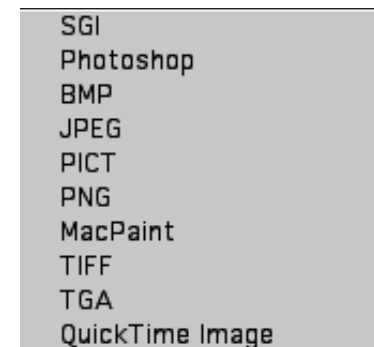 SGI
Photoshop
BMP
JPEG
PICT
PNG
MacPaint
TIFF
TGA
QuickTime Image